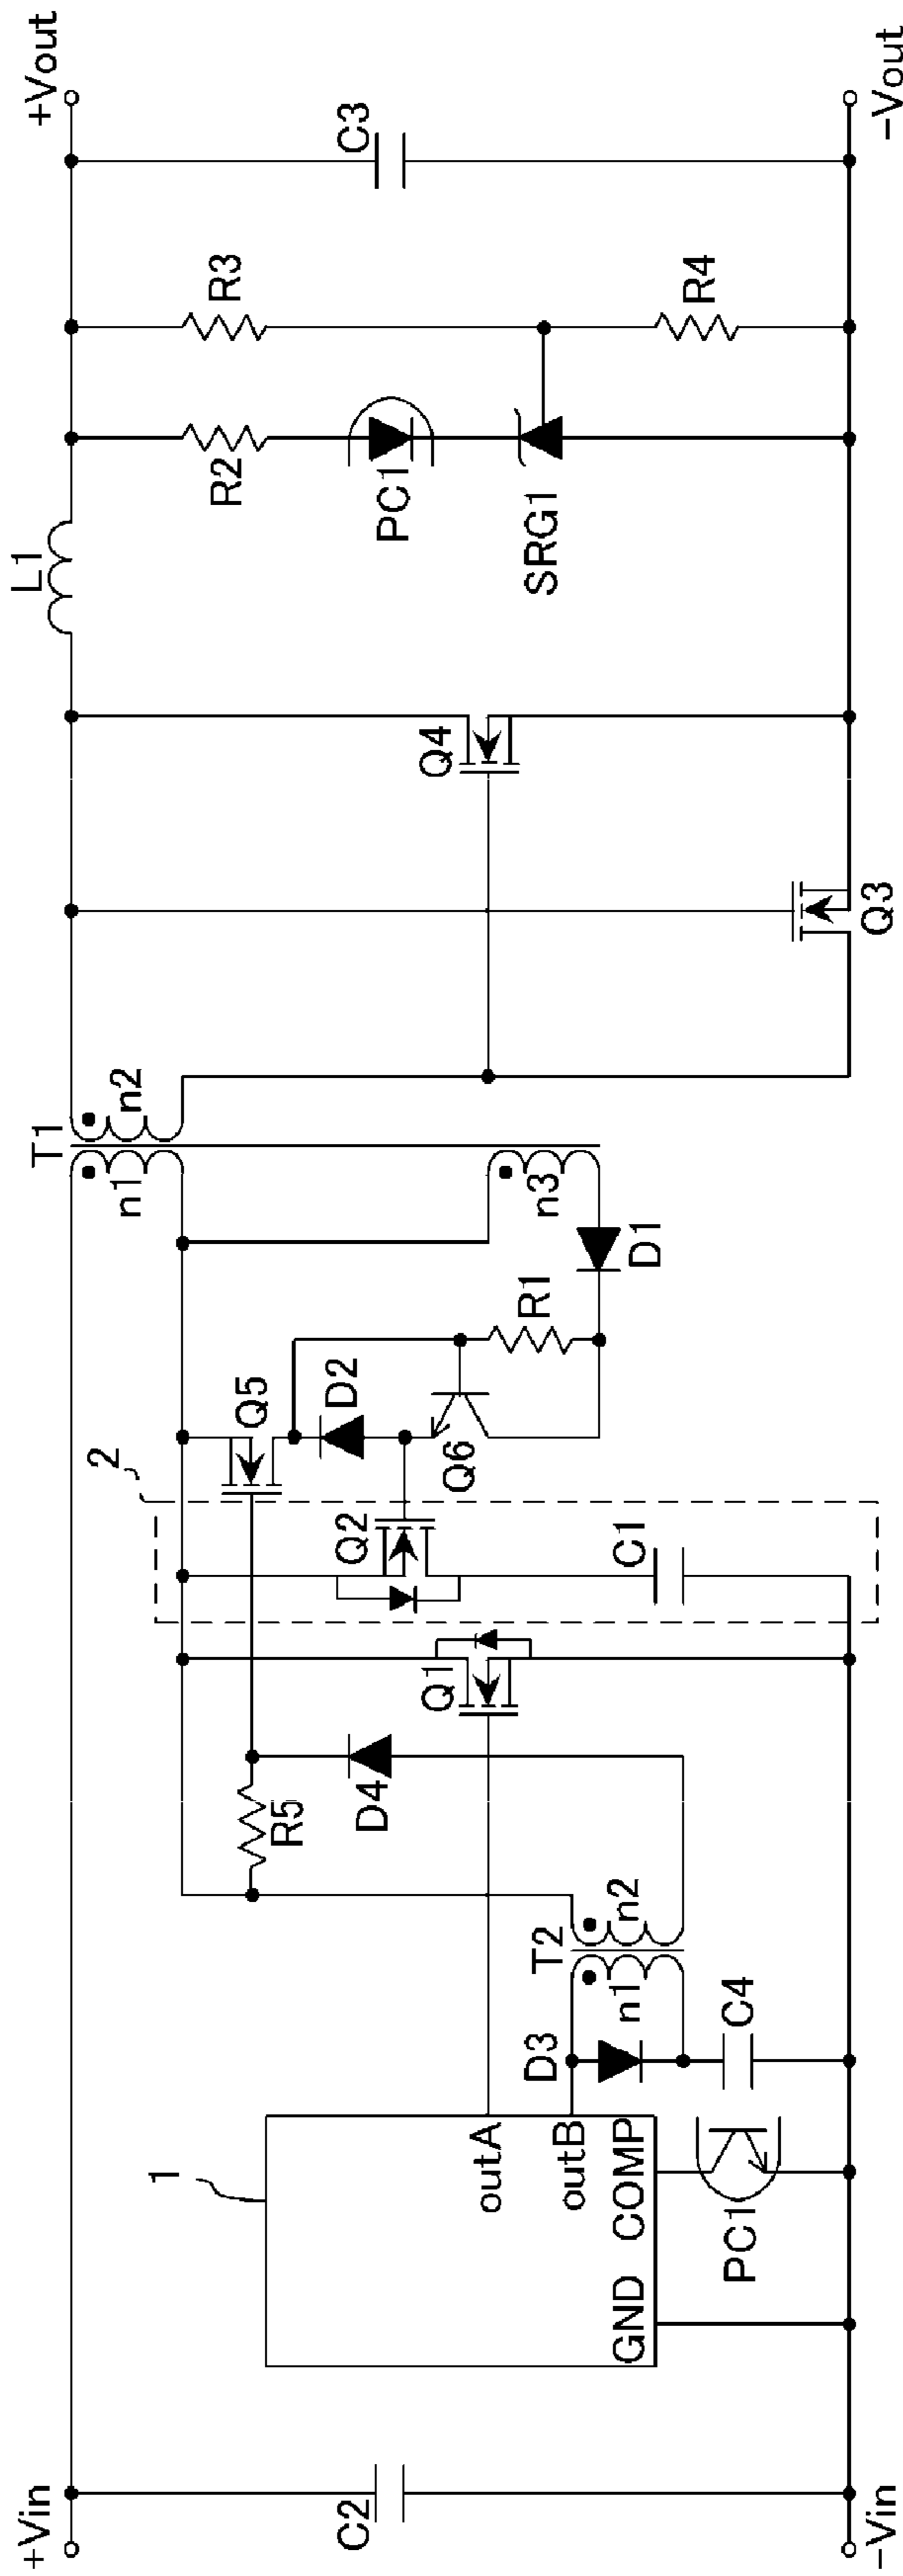 +Vin
−Vin
C2
1
GND
COMP
outA
outB
PC1
D3
C4
T2
n1
n2
R5
D4
Q1
2
Q2
C1
Q5
D2
Q6
R1
D1
T1
n1
n2
n3
Q3
Q4
L1
R2
PC1
SRG1
R3
R4
C3
+Vout
−Vout